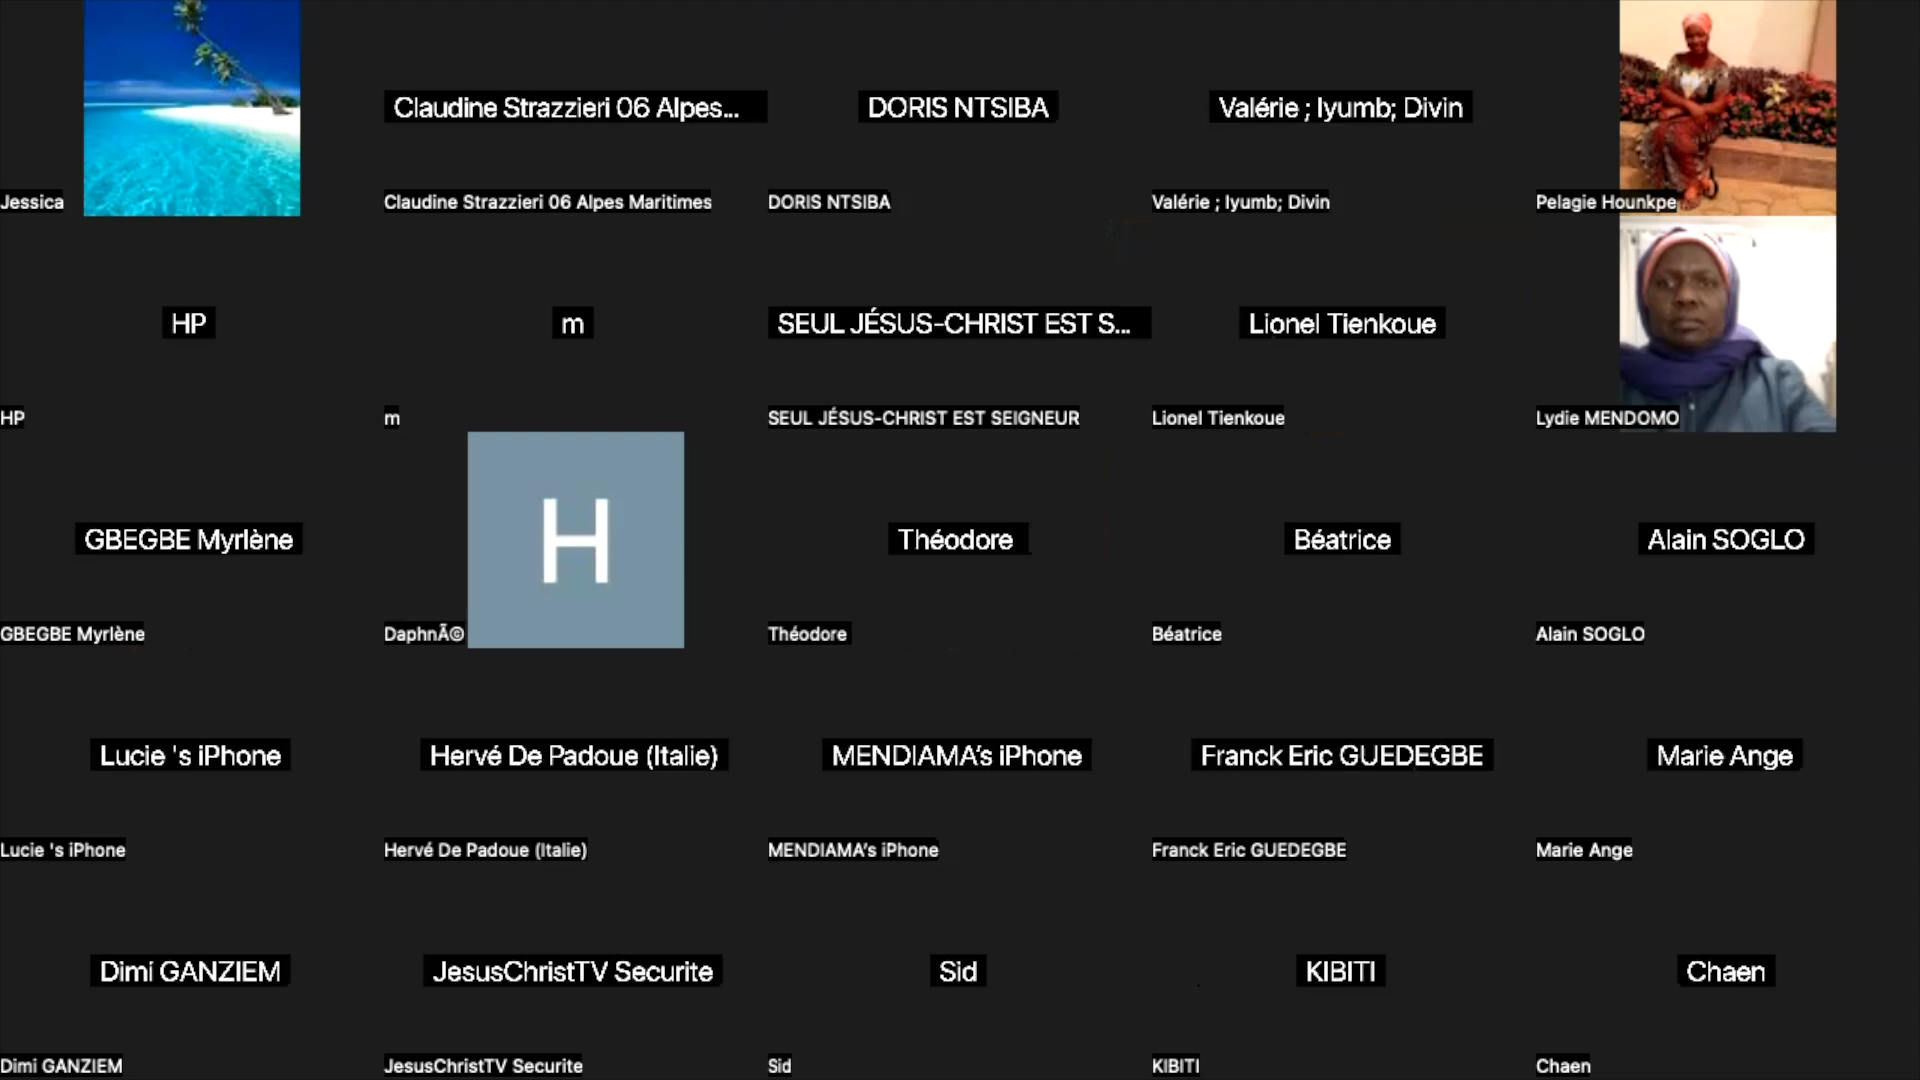 Claudine Strazzieri 06 Alpes...
DORIS NTSIBA
Valérie ; Iyumb; Divin
Jessica
Claudine Strazzieri 06 Alpes Maritimes
DORIS NTSIBA
Valérie ; Iyumb; Divin
Pelagie Hounkpe
HP
m
SEUL JÉSUS-CHRIST EST S...
Lionel Tienkoue
HP
m
SEUL JÉSUS-CHRIST EST SEIGNEUR
Lionel Tienkoue
Lydie MENDOMO
GBEGBE Myrlène
H
Théodore
Béatrice
Alain SOGLO
GBEGBE Myrlène
DaphnÃ©
Théodore
Béatrice
Alain SOGLO
Lucie 's iPhone
Hervé De Padoue (Italie)
MENDIAMA's iPhone
Franck Eric GUEDEGBE
Marie Ange
Lucie 's iPhone
Hervé De Padoue (Italie)
MENDIAMA's iPhone
Franck Eric GUEDEGBE
Marie Ange
Dimi GANZIEM
JesusChristTV Securite
Sid
KIBITI
Chaen
Dimi GANZIEM
JesusChristTV Securite
Sid
KIBITI
Chaen